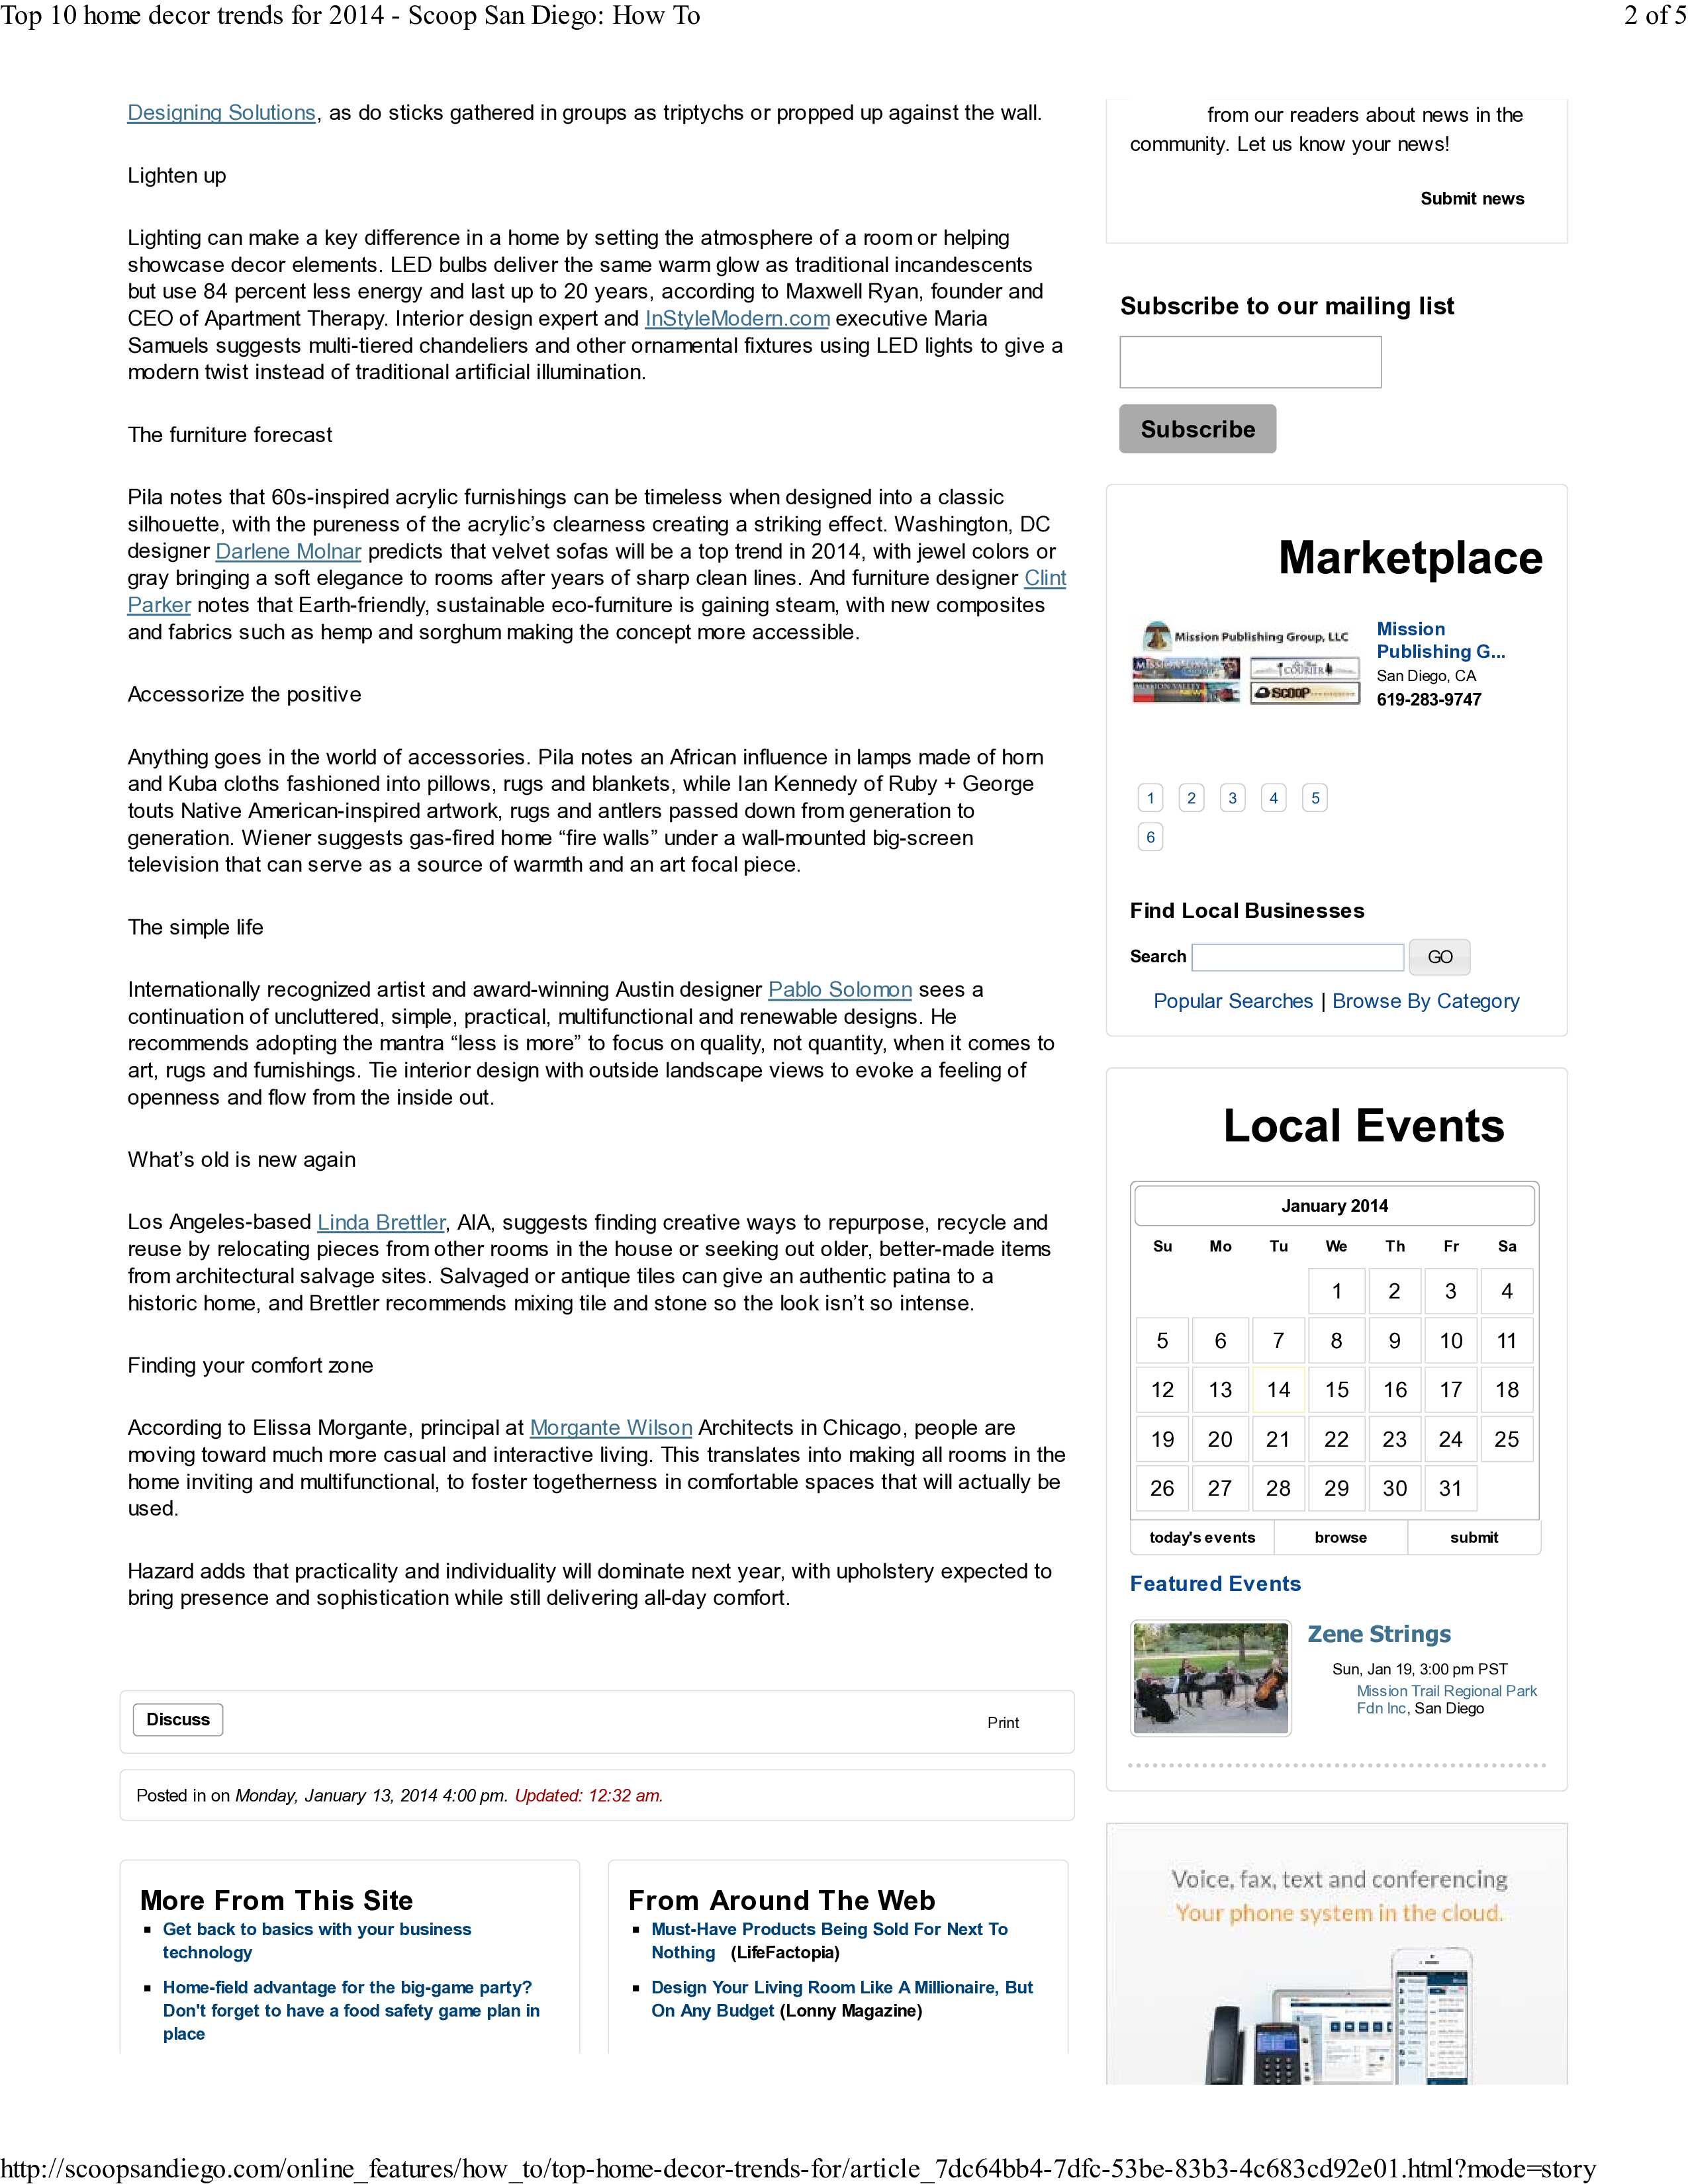 Top 10 home decor trends for 2014 - Scoop San Diego: How To
2 of 5
Designing Solutions, as do sticks gathered in groups as triptychs or propped up against the wall.
Lighten up
Lighting can make a key difference in a home by setting the atmosphere of a room or helping
showcase decor elements. LED bulbs deliver the same warm glow as traditional incandescents
but use 84 percent less energy and last up to 20 years, according to Maxwell Ryan, founder and
CEO of Apartment Therapy. Interior design expert and InStyleModern.com executive Maria
Samuels suggests multi-tiered chandeliers and other ornamental fixtures using LED lights to give a
modern twist instead of traditional artificial illumination.
The furniture forecast
Pila notes that 60s-inspired acrylic furnishings can be timeless when designed into a classic
silhouette, with the pureness of the acrylic’s clearness creating a striking effect. Washington, DC
designer Darlene Molnar predicts that velvet sofas will be a top trend in 2014, with jewel colors or
gray bringing a soft elegance to rooms after years of sharp clean lines. And furniture designer Clint
Parker notes that Earth-friendly, sustainable eco-furniture is gaining steam, with new composites
and fabrics such as hemp and sorghum making the concept more accessible.
Accessorize the positive
Anything goes in the world of accessories. Pila notes an African influence in lamps made of horn
and Kuba cloths fashioned into pillows, rugs and blankets, while Ian Kennedy of Ruby + George
touts Native American-inspired artwork, rugs and antlers passed down from generation to
generation. Wiener suggests gas-fired home “fire walls” under a wall-mounted big-screen
television that can serve as a source of warmth and an art focal piece.
The simple life
Internationally recognized artist and award-winning Austin designer Pablo Solomon sees a
continuation of uncluttered, simple, practical, multifunctional and renewable designs. He
recommends adopting the mantra “less is more” to focus on quality, not quantity, when it comes to
art, rugs and furnishings. Tie interior design with outside landscape views to evoke a feeling of
openness and flow from the inside out.
What’s old is new again
Los Angeles-based Linda Brettler, AIA, suggests finding creative ways to repurpose, recycle and
reuse by relocating pieces from other rooms in the house or seeking out older, better-made items
from architectural salvage sites. Salvaged or antique tiles can give an authentic patina to a
historic home, and Brettler recommends mixing tile and stone so the look isn’t so intense.
Finding your comfort zone
According to Elissa Morgante, principal at Morgante Wilson Architects in Chicago, people are
moving toward much more casual and interactive living. This translates into making all rooms in the
home inviting and multifunctional, to foster togetherness in comfortable spaces that will actually be
used.
Hazard adds that practicality and individuality will dominate next year, with upholstery expected to
bring presence and sophistication while still delivering all-day comfort.
Discuss
Print
Posted in on Monday, January 13, 2014 4:00 pm. Updated: 12:32 am.
More From This Site
Get back to basics with your business
technology
Home-field advantage for the big-game party?
Don't forget to have a food safety game plan in
place
From Around The Web
Must-Have Products Being Sold For Next To
Nothing (LifeFactopia)
Design Your Living Room Like A Millionaire, But
On Any Budget (Lonny Magazine)
from our readers about news in the
community. Let us know your news!
Submit news
Subscribe to our mailing list
Subscribe
Marketplace
Mission Publishing Group, LLC
COURIER
MISSION VALLEY NEWS
SCOOP
Mission
Publishing G...
San Diego, CA
619-283-9747
1 2 3 4 5
6
Find Local Businesses
Search GO
Popular Searches | Browse By Category
Local Events
January 2014
Su Mo Tu We Th Fr Sa
1 2 3 4
5 6 7 8 9 10 11
12 13 14 15 16 17 18
19 20 21 22 23 24 25
26 27 28 29 30 31
today's events browse submit
Featured Events
Zene Strings
Sun, Jan 19, 3:00 pm PST
Mission Trail Regional Park
Fdn Inc, San Diego
Voice, fax, text and conferencing
Your phone system in the cloud.
http://scoopsandiego.com/online_features/how_to/top-home-decor-trends-for/article_7dc64bb4-7dfc-53be-83b3-4c683cd92e01.html?mode=story